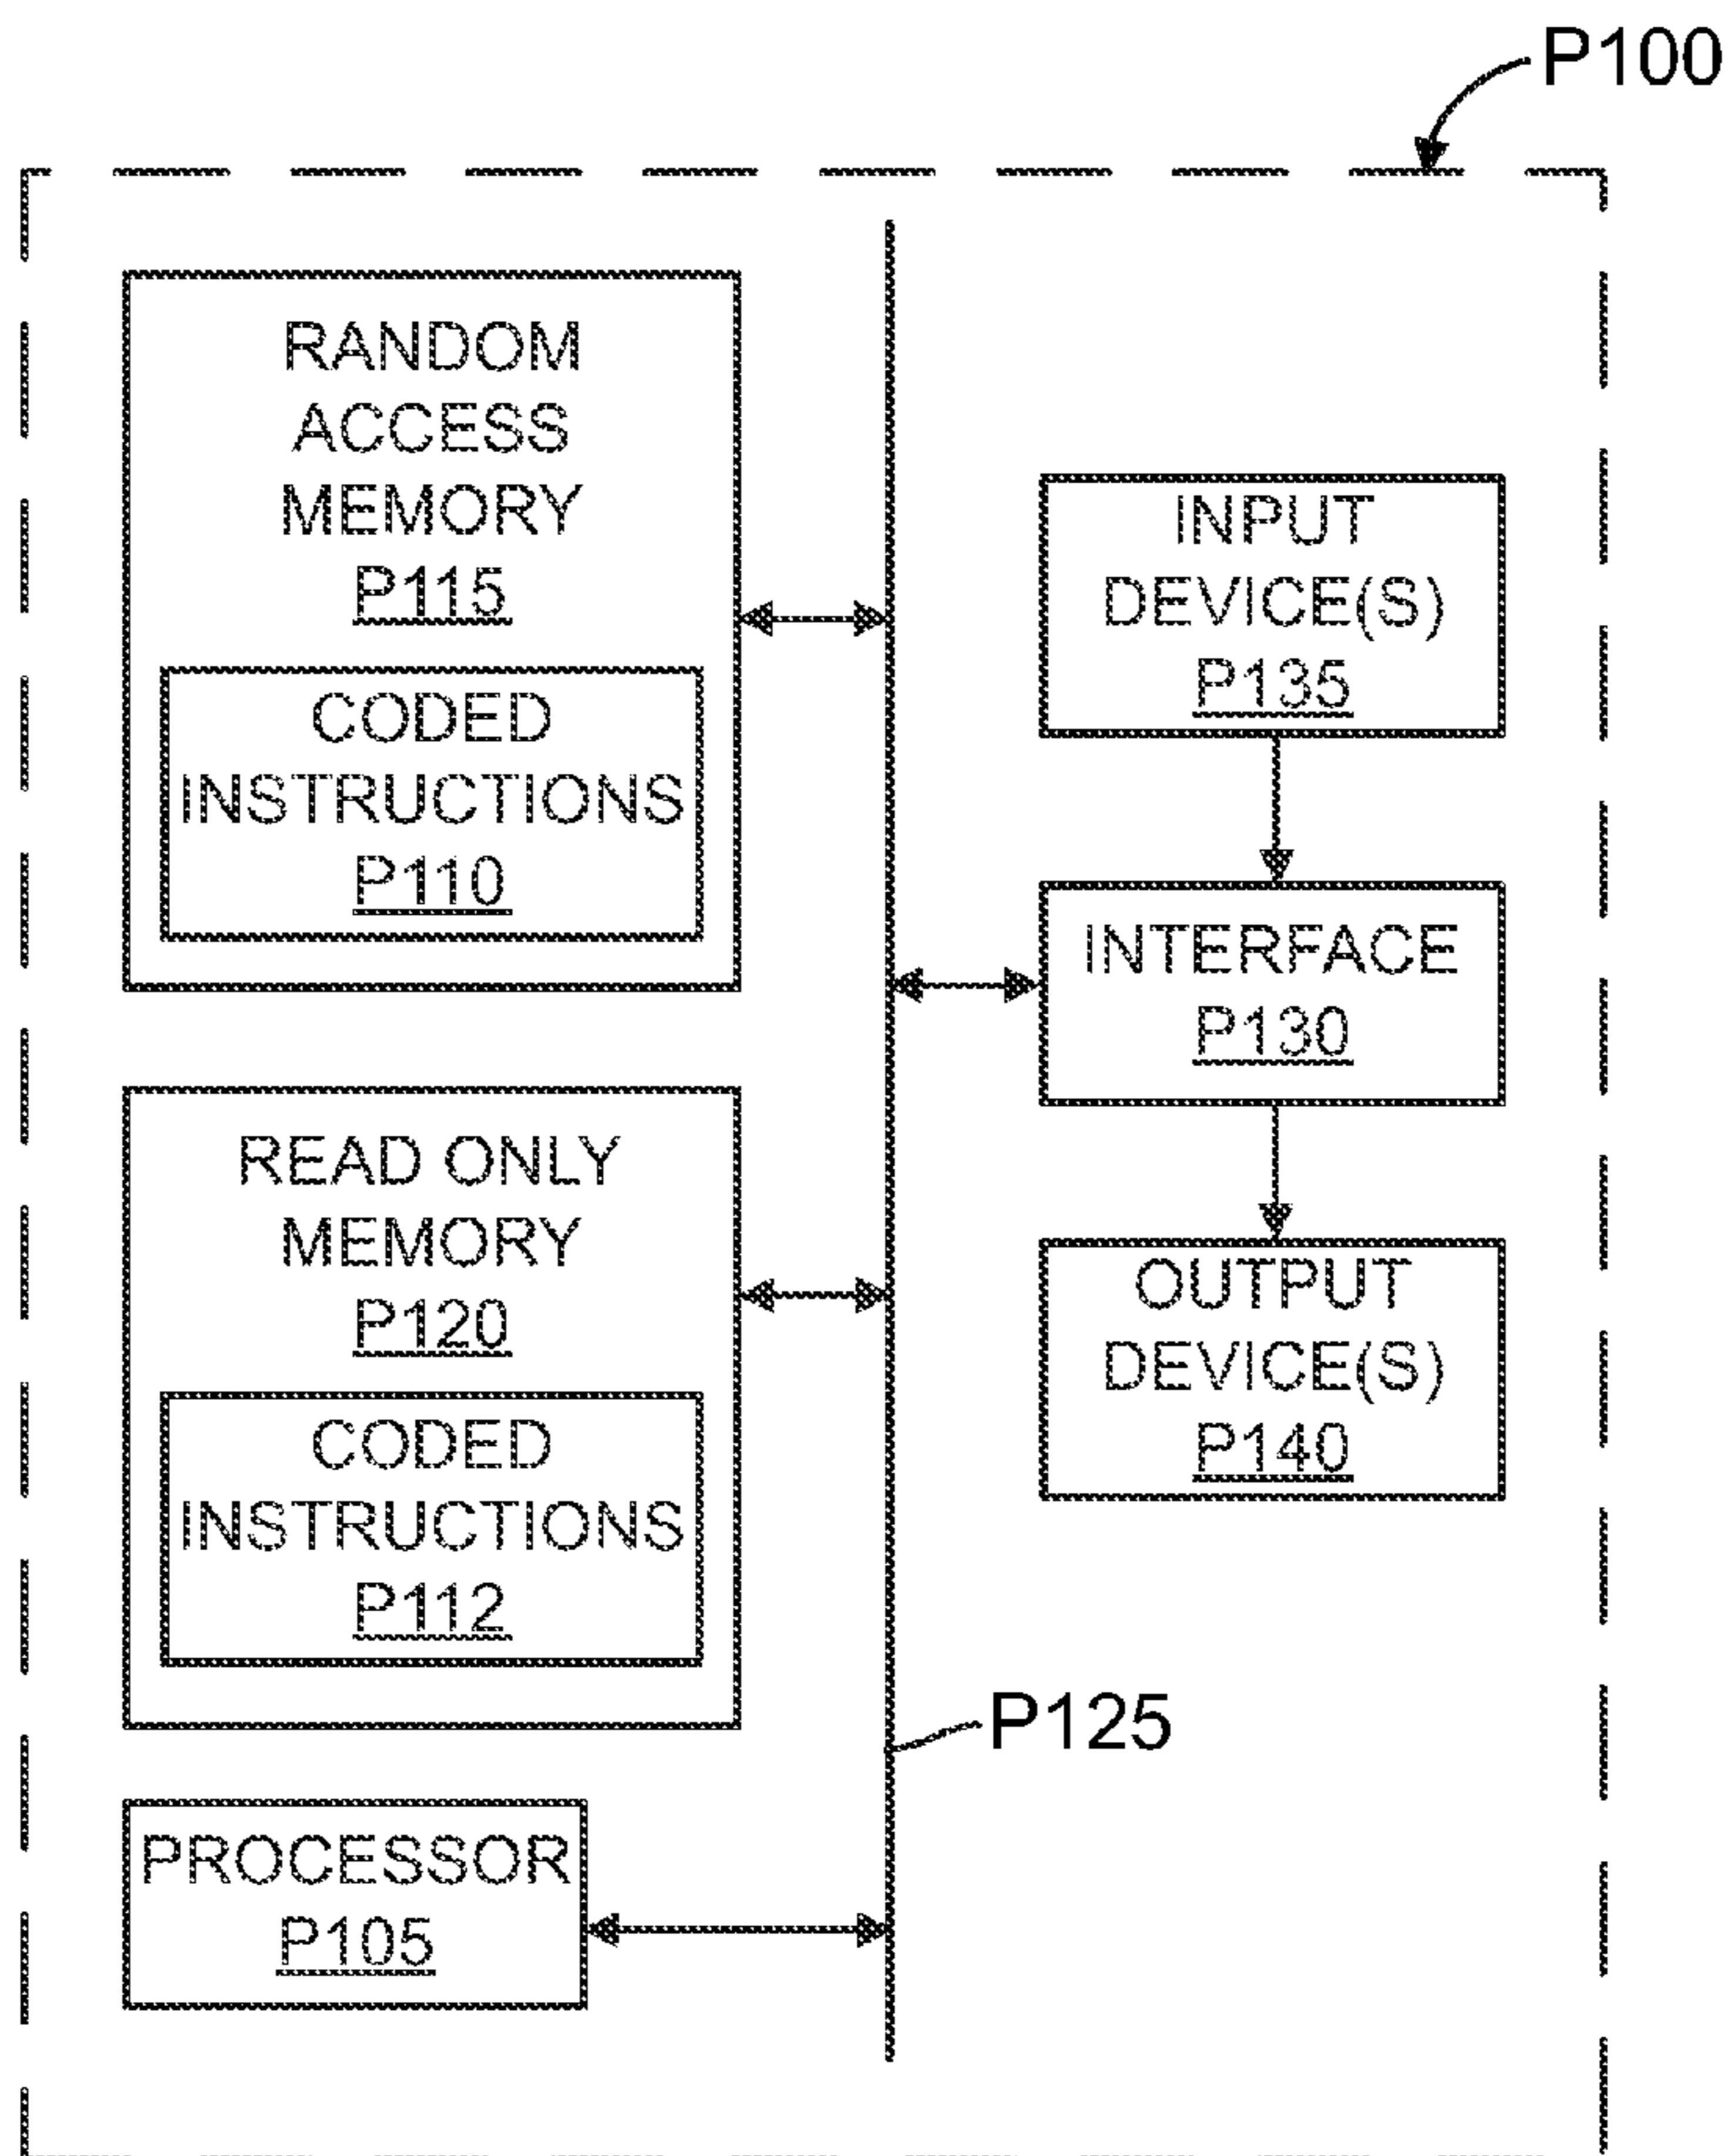 P100
RANDOM
ACCESS
MEMORY
P115
CODED
INSTRUCTIONS
P110
READ ONLY
MEMORY
P120
CODED
INSTRUCTIONS
P112
PROCESSOR
P105
INPUT
DEVICE(S)
P135
INTERFACE
P130
OUTPUT
DEVICE(S)
P140
P125